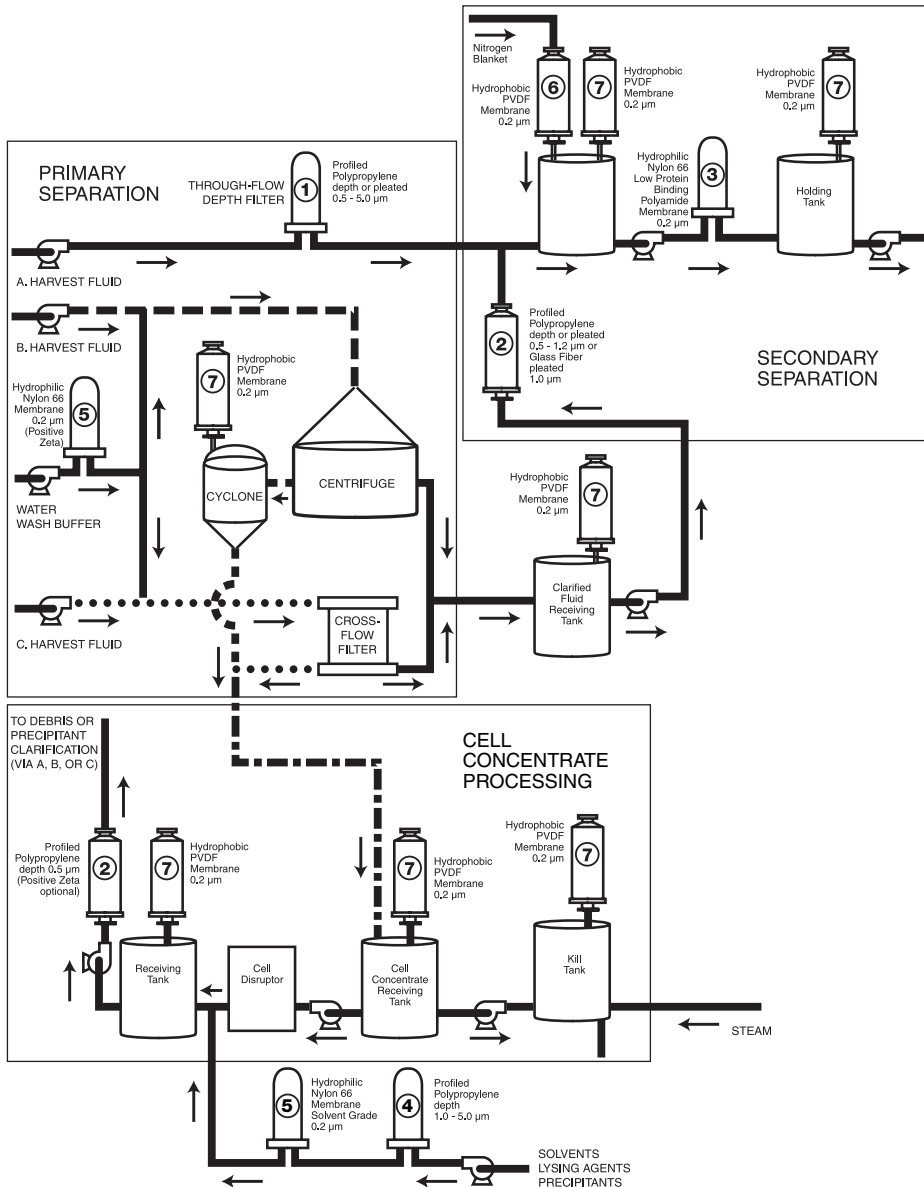 Nitrogen
Blanket
6
Hydrophobic
PVDF
Membrane
0.2 µm
7
Hydrophobic
PVDF
Membrane
0.2 µm
Hydrophobic
PVDF
Membrane
0.2 µm
7
PRIMARY
SEPARATION
THROUGH-FLOW
DEPTH FILTER
1
Profiled
Polypropylene
depth or pleated
0.5 - 5.0 µm
Hydrophilic
Nylon 66
Low Protein
Binding
Polyamide
Membrane
0.2 µm
3
Holding
Tank
A. HARVEST FLUID
B. HARVEST FLUID
2
Profiled
Polypropylene
depth or pleated
0.5 - 1.2 µm or
Glass Fiber
pleated
1.0 µm
SECONDARY
SEPARATION
Hydrophilic
Nylon 66
Membrane
0.2 µm
(Positive
Zeta)
5
7
Hydrophobic
PVDF
Membrane
0.2 µm
CYCLONE
CENTRIFUGE
WATER
WASH BUFFER
Hydrophobic
PVDF
Membrane
0.2 µm
7
Clarified
Fluid
Receiving
Tank
C. HARVEST FLUID
CROSS-
FLOW
FILTER
TO DEBRIS OR
PRECIPITANT
CLARIFICATION
(VIA A, B, OR C)
CELL
CONCENTRATE
PROCESSING
Profiled
Polypropylene
depth 0.5 µm
(Positive Zeta
optional)
2
7
Hydrophobic
PVDF
Membrane
0.2 µm
7
Hydrophobic
PVDF
Membrane
0.2 µm
Hydrophobic
PVDF
Membrane
0.2 µm
7
Receiving
Tank
Cell
Disruptor
Cell
Concentrate
Receiving
Tank
Kill
Tank
STEAM
5
Hydrophilic
Nylon 66
Membrane
Solvent Grade
0.2 µm
4
Profiled
Polypropylene
depth
1.0 - 5.0 µm
SOLVENTS
LYSING AGENTS
PRECIPITANTS